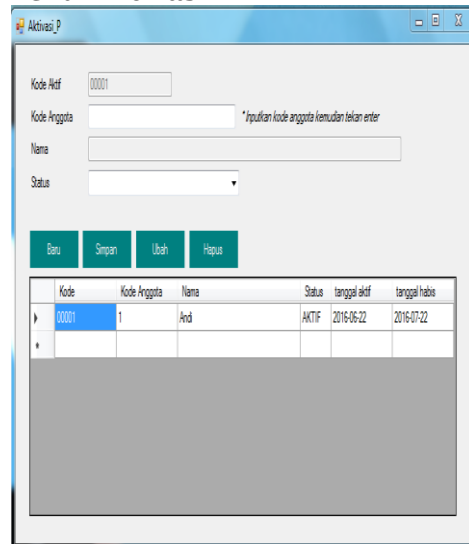 Aktivasi_P
Kode Aktif 00001
Kode Anggota * Inputkan kode anggota kemudian tekan enter
Nama
Status
Baru Simpan Ubah Hapus
Kode Kode Anggota Nama Status tanggal aktif tanggal habis
00001 1 Andi AKTIF 2016-06-22 2016-07-22